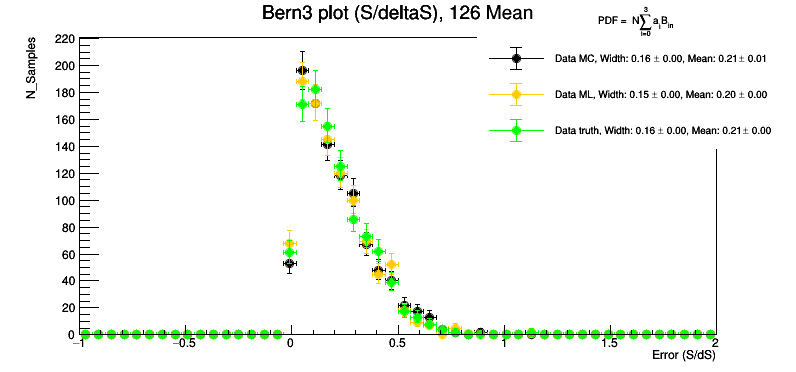 Bern3 plot (S/deltaS), 126 Mean
3
PDF = N∑ a_i B_in
i=0
Data MC, Width: 0.16 ± 0.00, Mean: 0.21 ± 0.01
Data ML, Width: 0.15 ± 0.00, Mean: 0.20 ± 0.00
Data truth, Width: 0.16 ± 0.00, Mean: 0.21 ± 0.00
N_Samples
220
200
180
160
140
120
100
80
60
40
20
0
−1 −0.5 0 0.5 1 1.5 2
Error (S/dS)